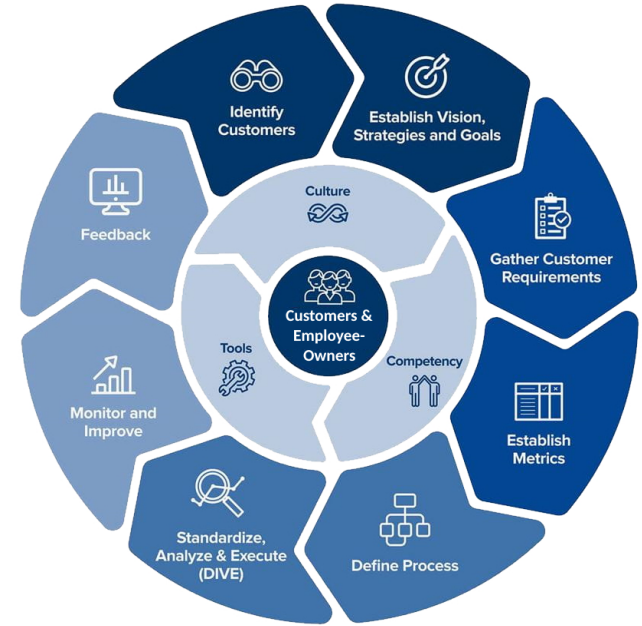 Identify
Customers
Establish Vision,
Strategies and Goals
Gather Customer
Requirements
Establish
Metrics
Define Process
Standardize,
Analyze & Execute
(DIVE)
Monitor and
Improve
Feedback
Culture
Competency
Tools
Customers &
Employee-
Owners